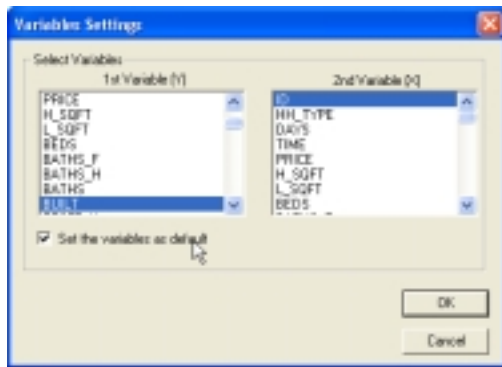 Variables Settings
Select Variables
1st Variable (Y)
PRICE
H_SQFT
L_SQFT
BEDS
BATHS_F
BATHS_H
BATHS
BUILT
2nd Variable (X)
ID
HH_TYPE
DAYS
TIME
PRICE
H_SQFT
L_SQFT
BEDS
Set the variables as default
OK
Cancel